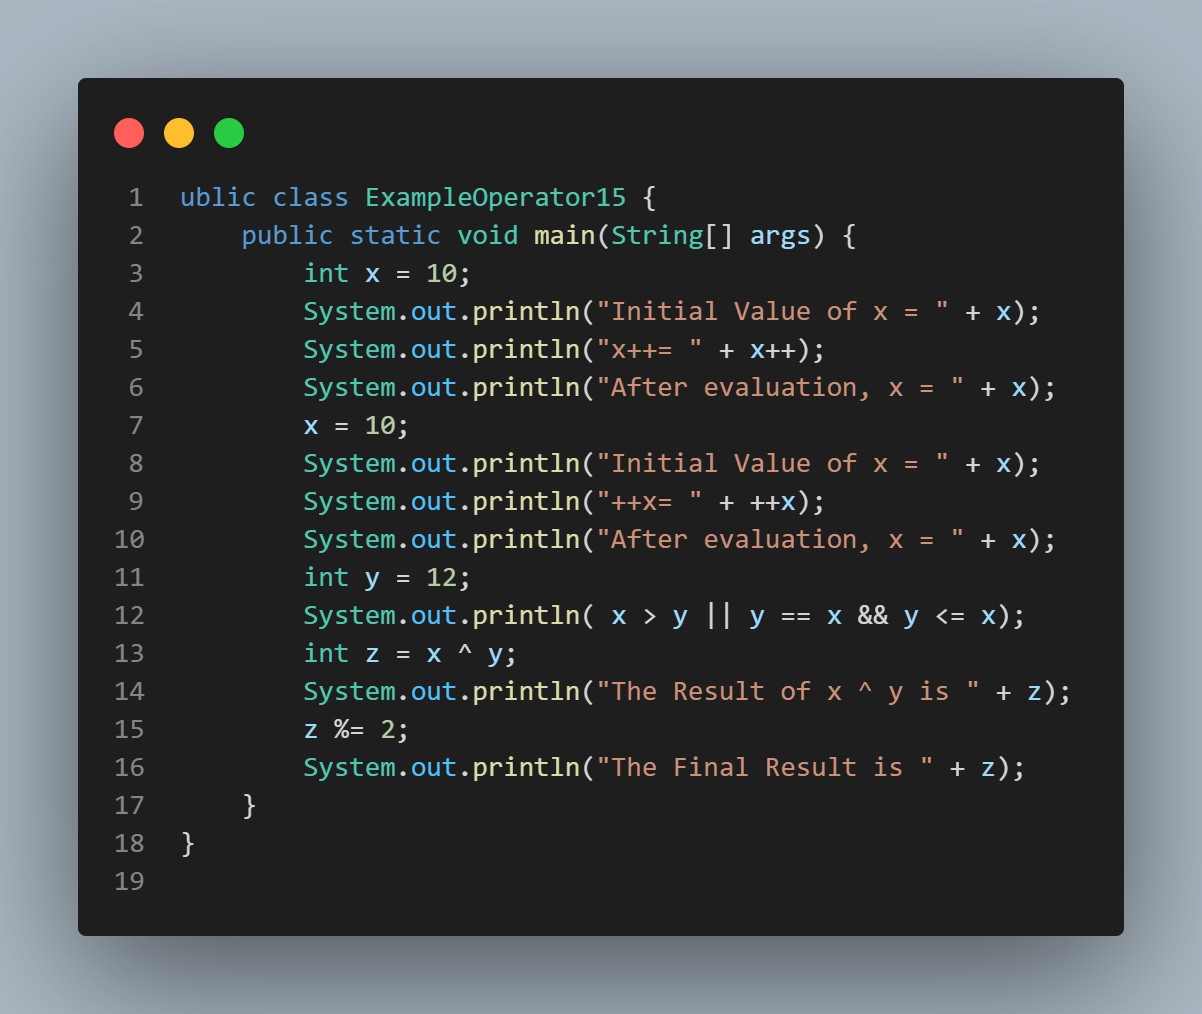 1 ublic class ExampleOperator15 {
2     public static void main(String[] args) {
3         int x = 10;
4         System.out.println("Initial Value of x = " + x);
5         System.out.println("x++= " + x++);
6         System.out.println("After evaluation, x = " + x);
7         x = 10;
8         System.out.println("Initial Value of x = " + x);
9         System.out.println("++x= " + ++x);
10         System.out.println("After evaluation, x = " + x);
11         int y = 12;
12         System.out.println( x > y || y == x && y <= x);
13         int z = x ^ y;
14         System.out.println("The Result of x ^ y is " + z);
15         z %= 2;
16         System.out.println("The Final Result is " + z);
17     }
18 }
19